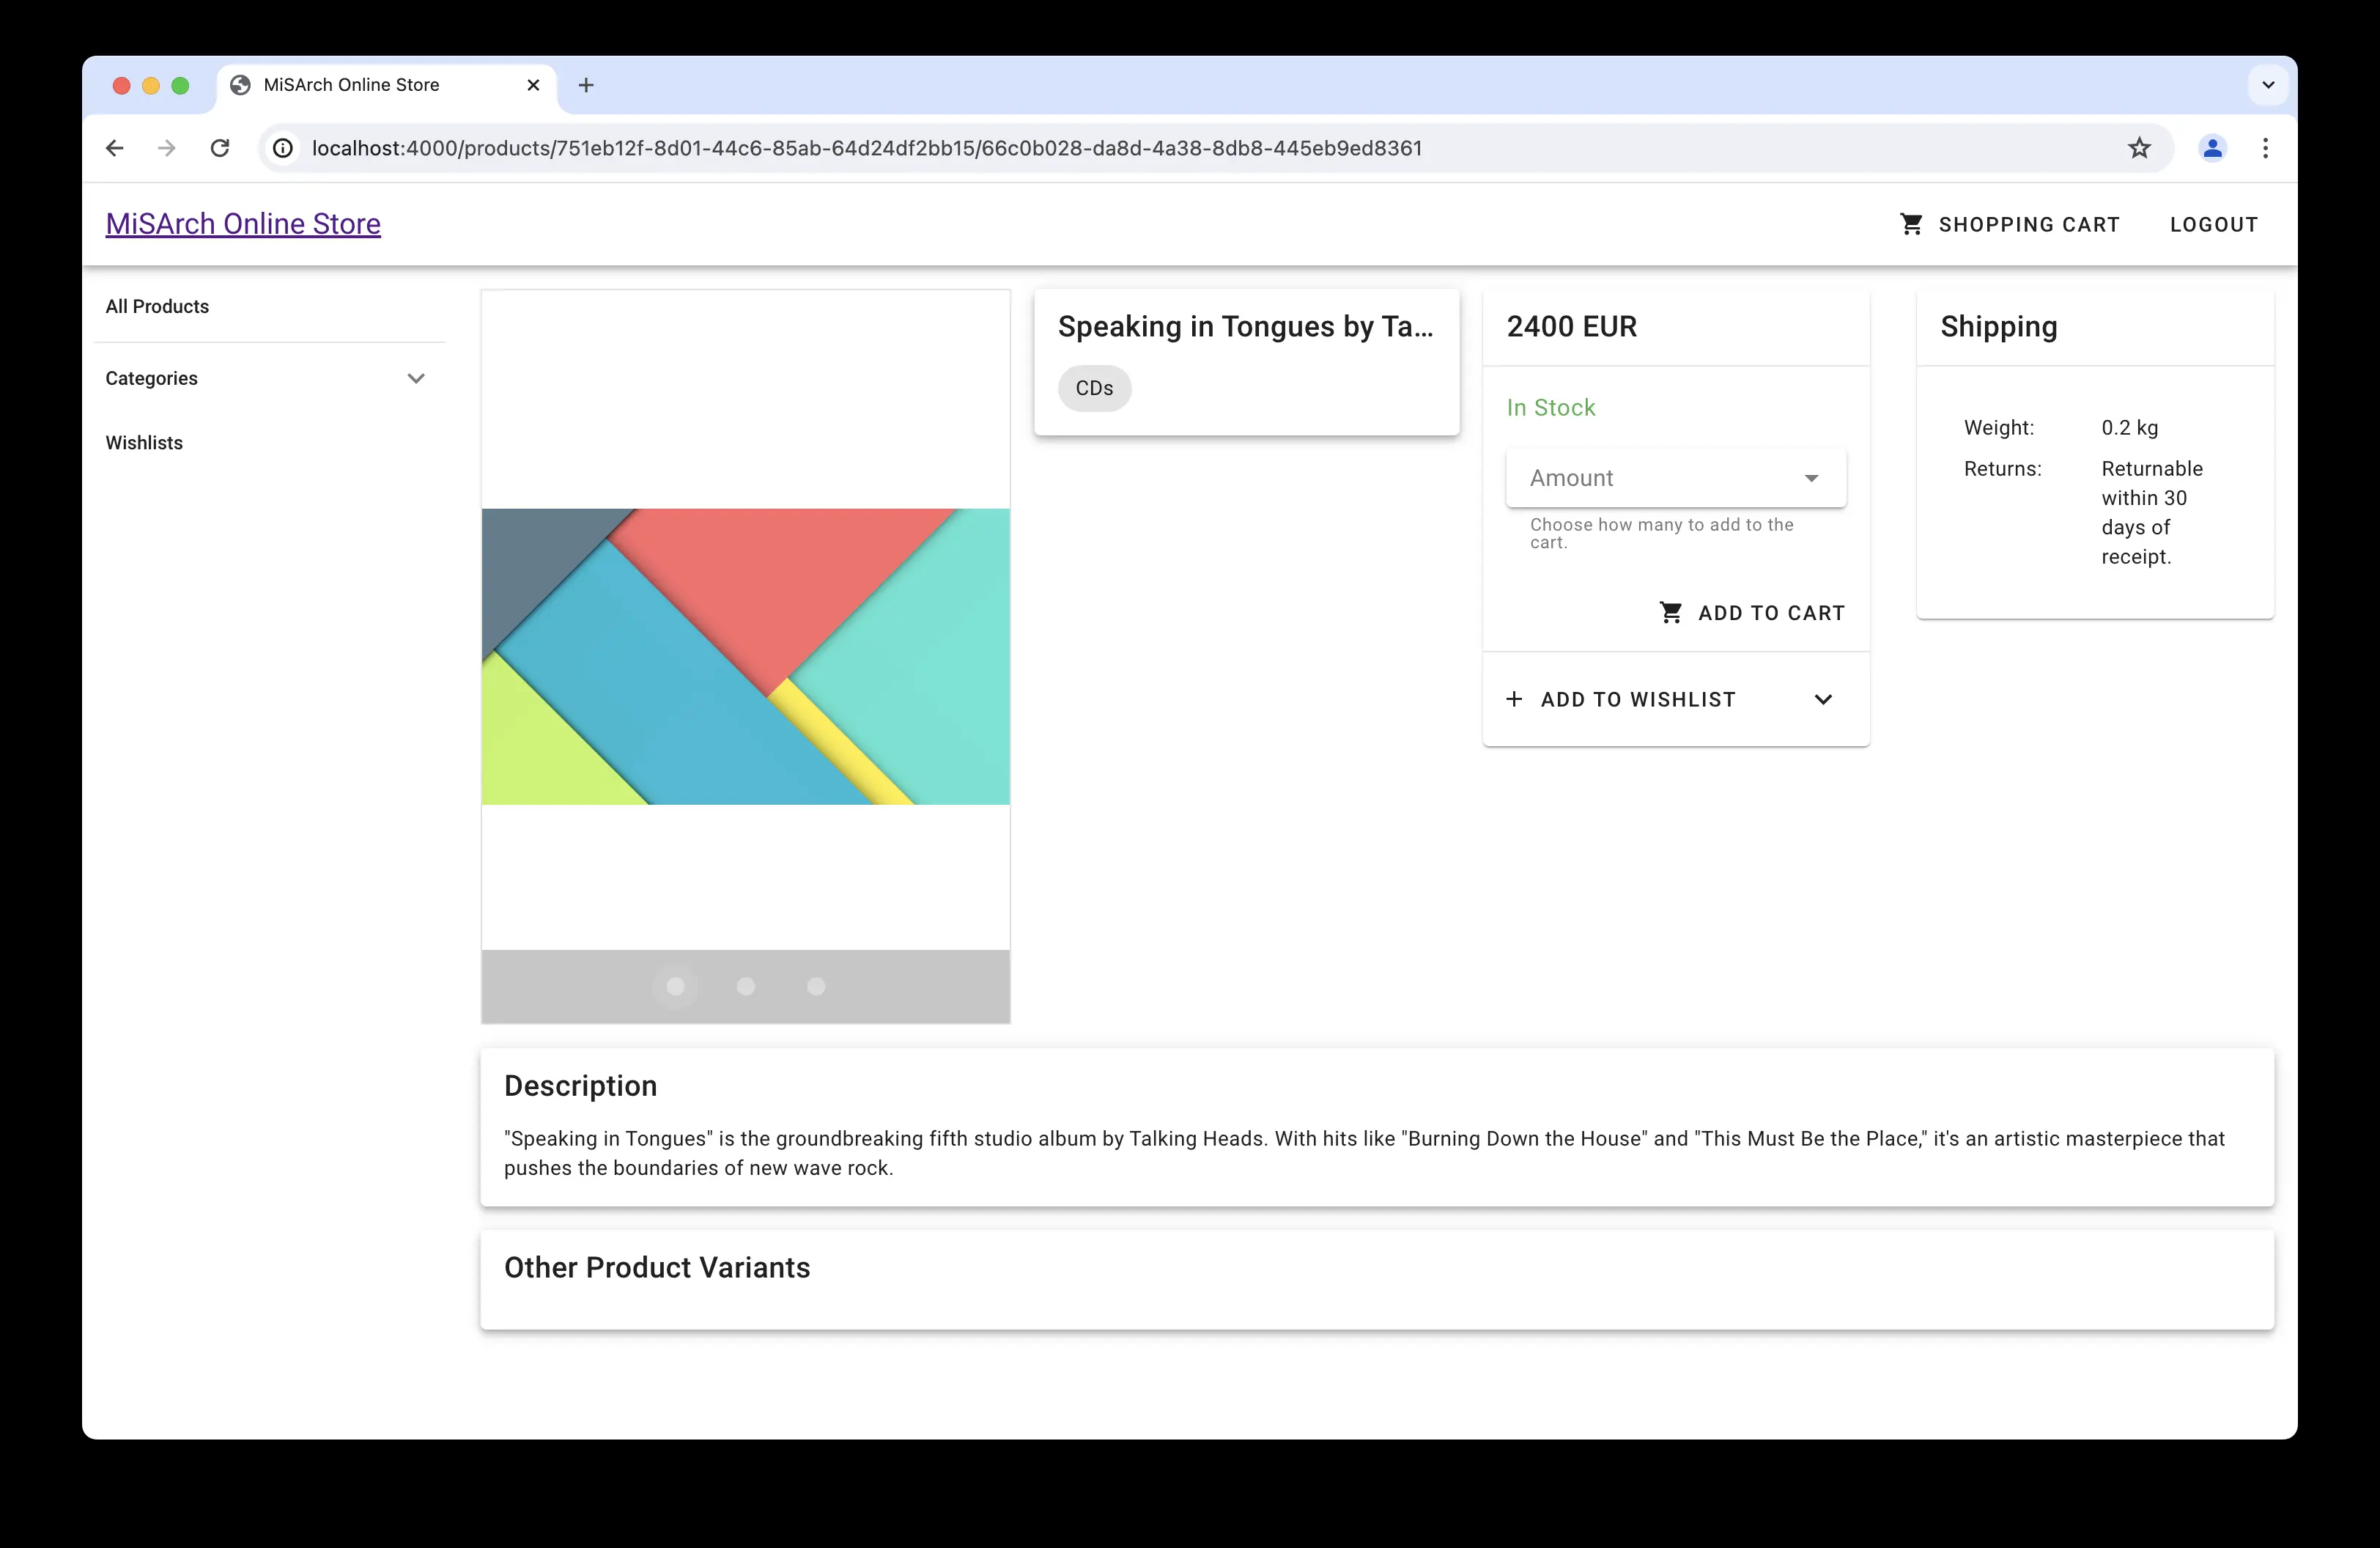 MiSArch Online Store
localhost:4000/products/751eb12f-8d01-44c6-85ab-64d24df2bb15/66c0b028-da8d-4a38-8db8-445eb9ed8361
MiSArch Online Store
SHOPPING CART
LOGOUT
All Products
Categories
Wishlists
Speaking in Tongues by Ta...
CDs
2400 EUR
In Stock
Amount
Choose how many to add to the
cart.
ADD TO CART
ADD TO WISHLIST
Shipping
Weight: 0.2 kg
Returns: Returnable
within 30
days of
receipt.
Description
"Speaking in Tongues" is the groundbreaking fifth studio album by Talking Heads. With hits like "Burning Down the House" and "This Must Be the Place," it's an artistic masterpiece that
pushes the boundaries of new wave rock.
Other Product Variants